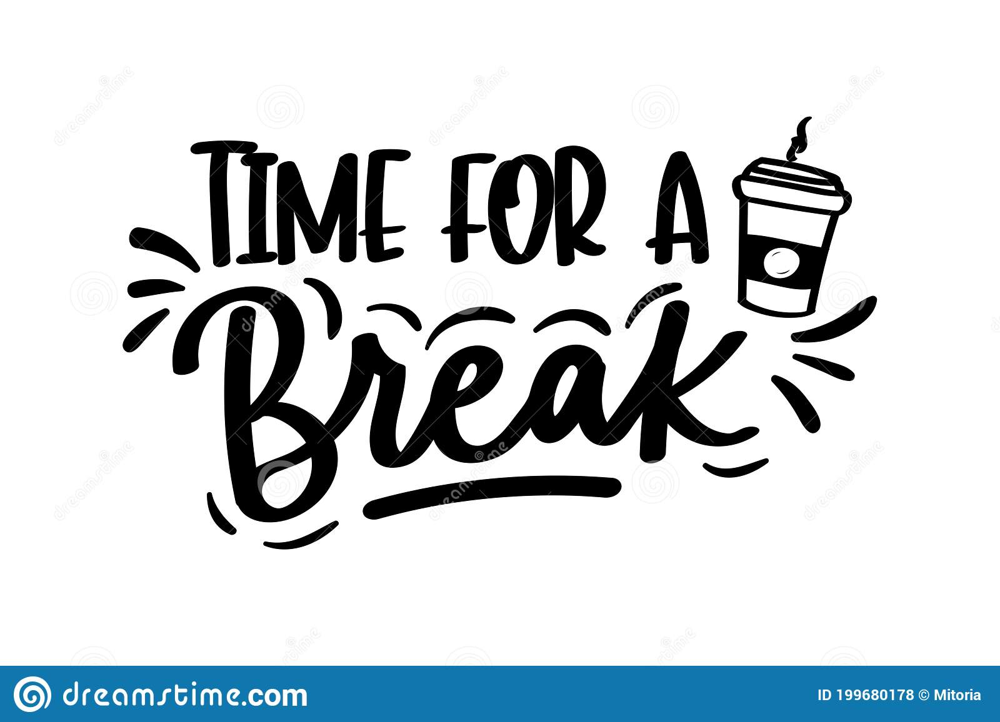 TIME FOR A
Break
dreamstime.com
ID 199680178 © Mitoria